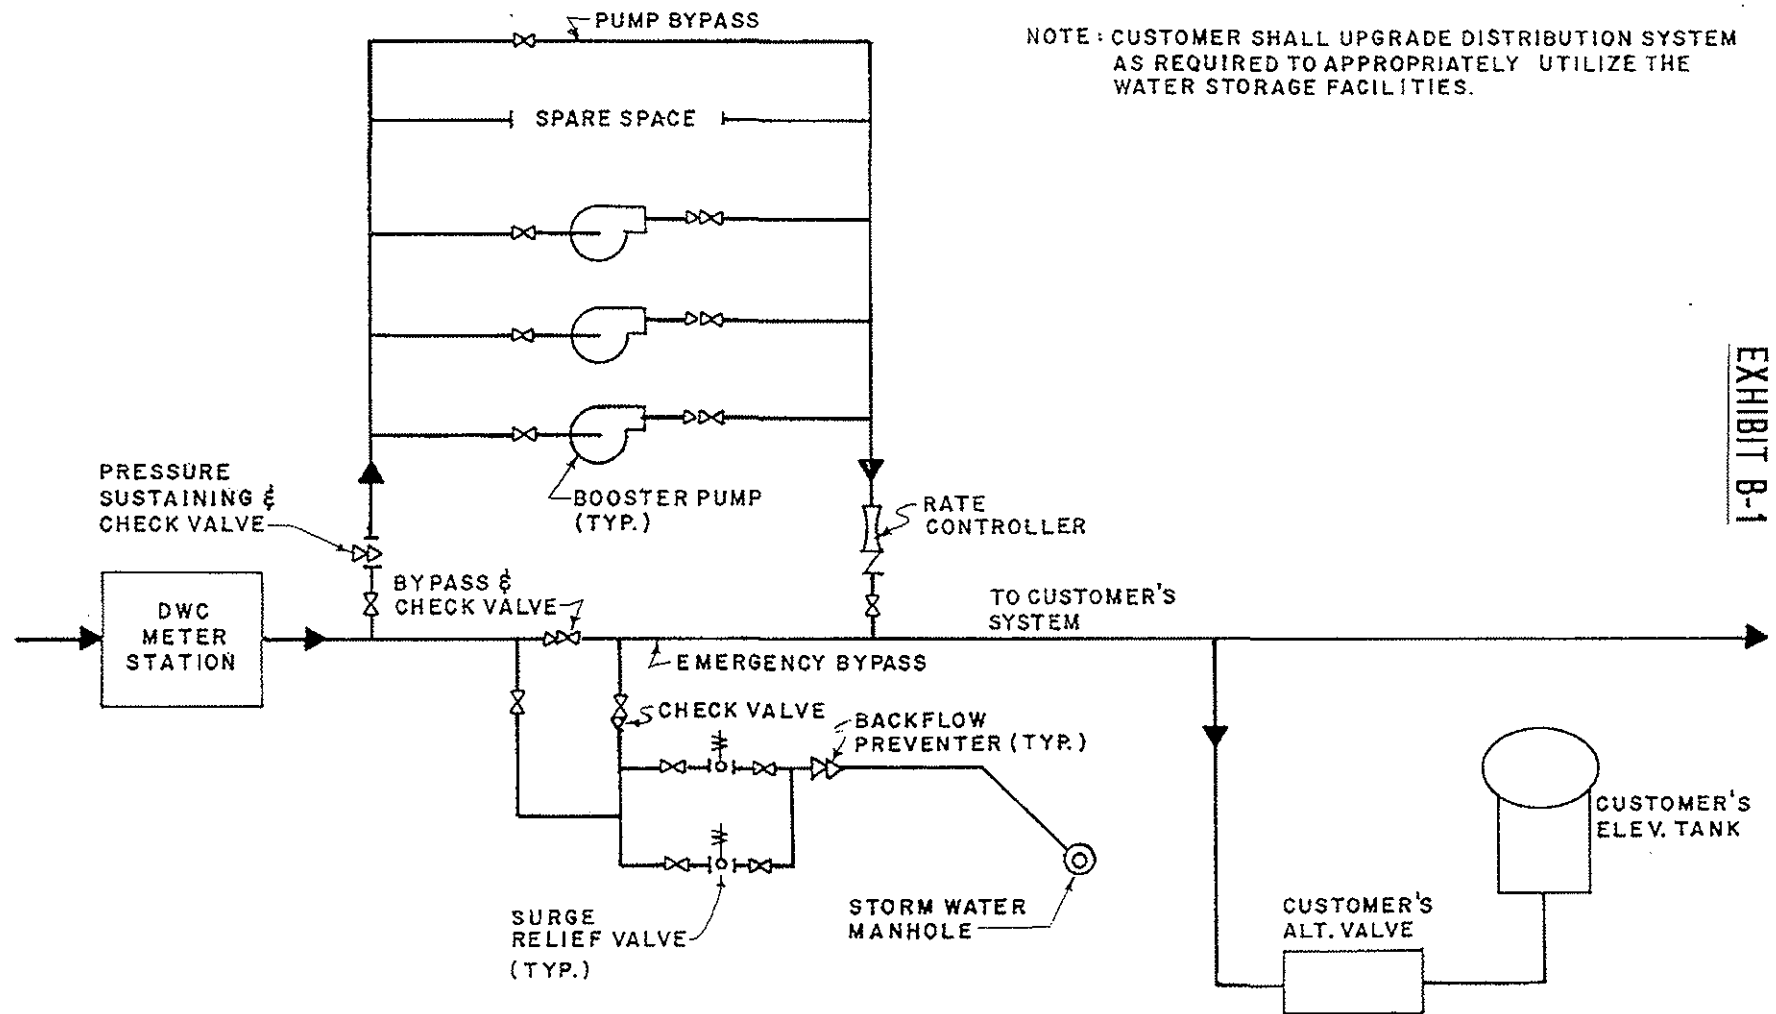 PUMP BYPASS
NOTE: CUSTOMER SHALL UPGRADE DISTRIBUTION SYSTEM
AS REQUIRED TO APPROPRIATELY UTILIZE THE
WATER STORAGE FACILITIES.
SPARE SPACE
EXHIBIT B-1
PRESSURE
SUSTAINING &
CHECK VALVE
BOOSTER PUMP
(TYP.)
RATE
CONTROLLER
BYPASS &
CHECK VALVE
DWC
METER
STATION
TO CUSTOMER'S
SYSTEM
EMERGENCY BYPASS
CHECK VALVE
BACKFLOW
PREVENTER (TYP.)
CUSTOMER'S
ELEV. TANK
SURGE
RELIEF VALVE
(TYP.)
STORM WATER
MANHOLE
CUSTOMER'S
ALT. VALVE